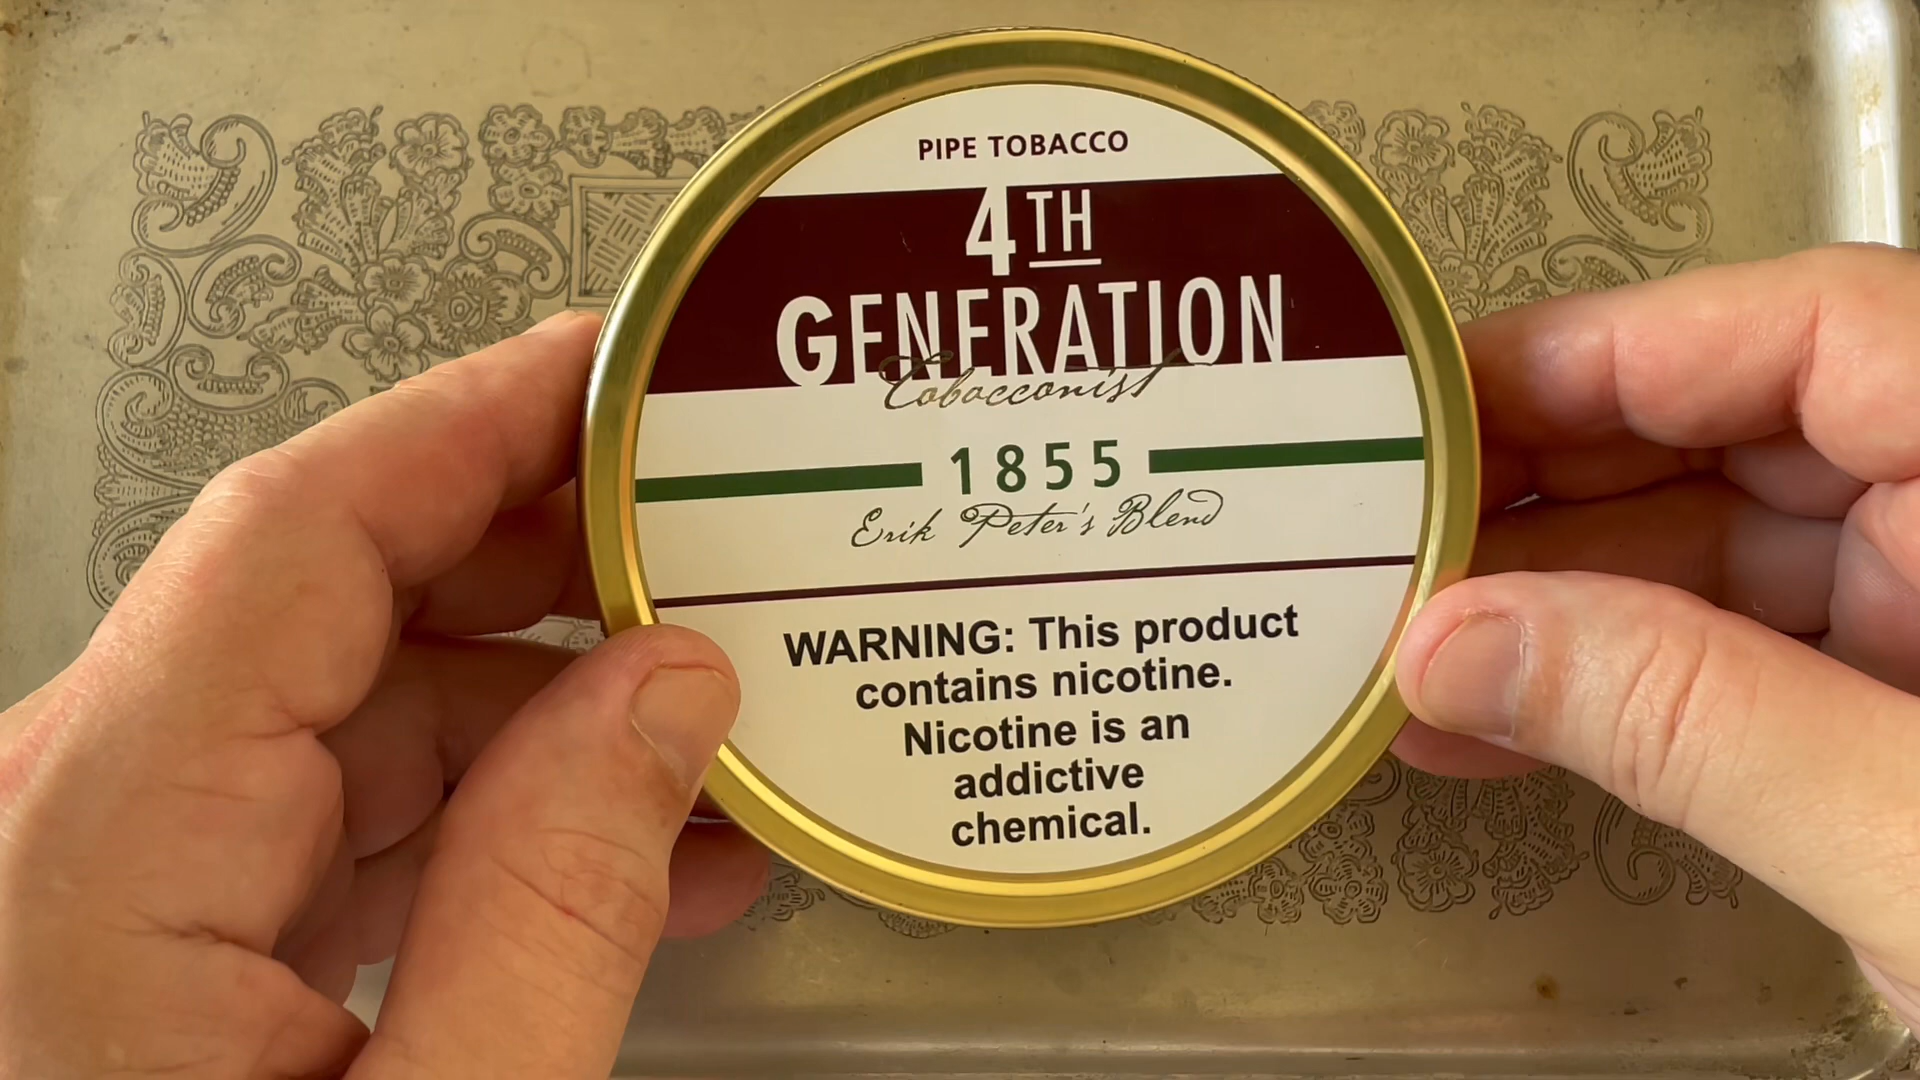 PIPE TOBACCO
4TH
GENERATION
Tobacconist
1855
Erik Peter's Blend
WARNING: This product
contains nicotine.
Nicotine is an
addictive
chemical.